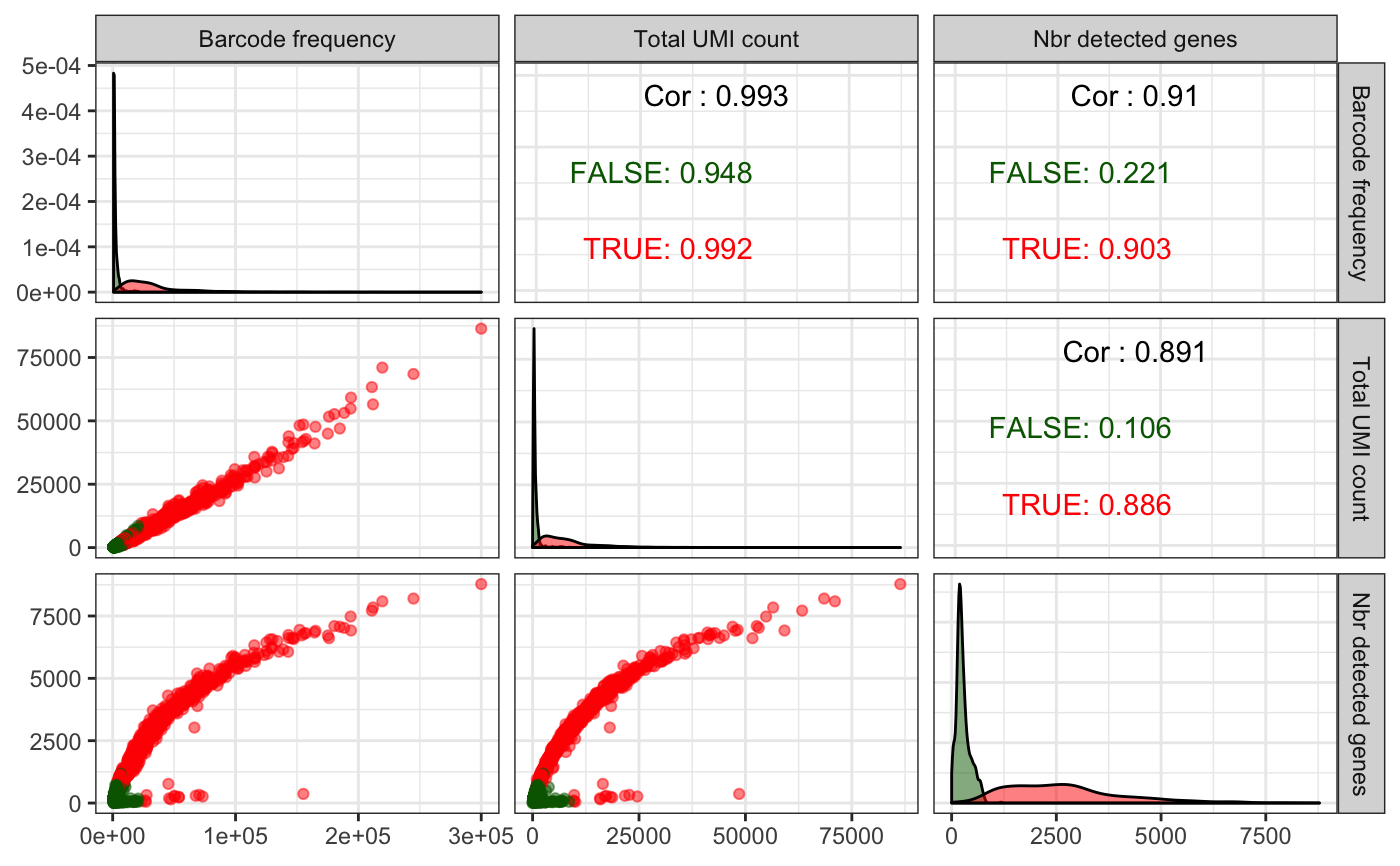 Barcode frequency
Total UMI count
Nbr detected genes
5e-04
4e-04
3e-04
2e-04
1e-04
0e+00
Cor : 0.993
FALSE: 0.948
TRUE: 0.992
Cor : 0.91
FALSE: 0.221
TRUE: 0.903
Barcode frequency
75000
50000
25000
0
Cor : 0.891
FALSE: 0.106
TRUE: 0.886
Total UMI count
7500
5000
2500
0
Nbr detected genes
0e+00 1e+05 2e+05 3e+05
0 25000 50000 75000
0 2500 5000 7500